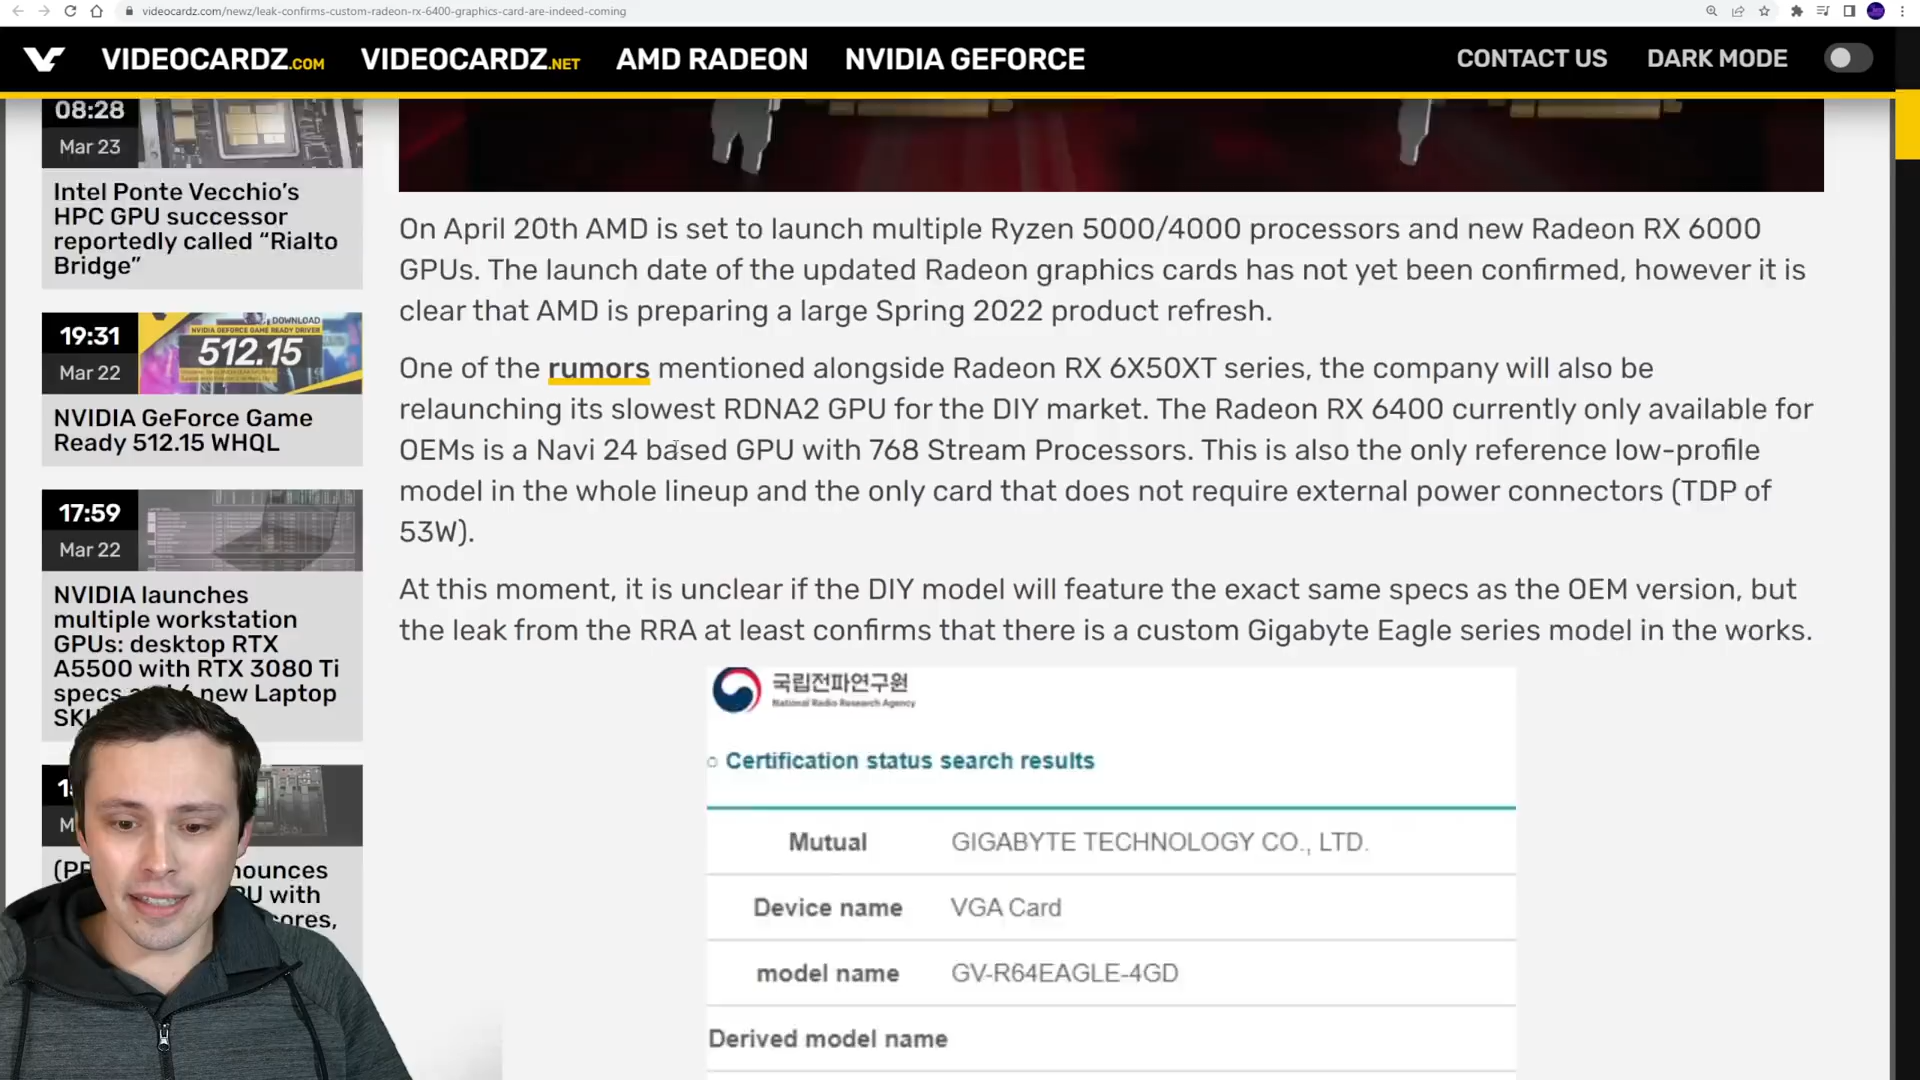 videocardz.com/newz/leak-confirms-custom-radeon-rx-6400-graphics-card-are-indeed-coming
VIDEOCARDZ.COM VIDEOCARDZ.NET AMD RADEON NVIDIA GEFORCE CONTACT US DARK MODE
08:28
Mar 23
Intel Ponte Vecchio's
HPC GPU successor
reportedly called “Rialto
Bridge”
19:31
Mar 22
DOWNLOAD
NVIDIA GEFORCE GAME READY DRIVER
512.15
NVIDIA GeForce Game
Ready 512.15 WHQL
17:59
Mar 22
NVIDIA launches
multiple workstation
GPUs: desktop RTX
A5500 with RTX 3080 Ti
new Laptop
On April 20th AMD is set to launch multiple Ryzen 5000/4000 processors and new Radeon RX 6000
GPUs. The launch date of the updated Radeon graphics cards has not yet been confirmed, however it is
clear that AMD is preparing a large Spring 2022 product refresh.
One of the rumors mentioned alongside Radeon RX 6X50XT series, the company will also be
relaunching its slowest RDNA2 GPU for the DIY market. The Radeon RX 6400 currently only available for
OEMs is a Navi 24 based GPU with 768 Stream Processors. This is also the only reference low-profile
model in the whole lineup and the only card that does not require external power connectors (TDP of
53W).
At this moment, it is unclear if the DIY model will feature the exact same specs as the OEM version, but
the leak from the RRA at least confirms that there is a custom Gigabyte Eagle series model in the works.
국립전파연구원
National Radio Research Agency
Certification status search results
Mutual GIGABYTE TECHNOLOGY CO., LTD.
Device name VGA Card
model name GV-R64EAGLE-4GD
Derived model name